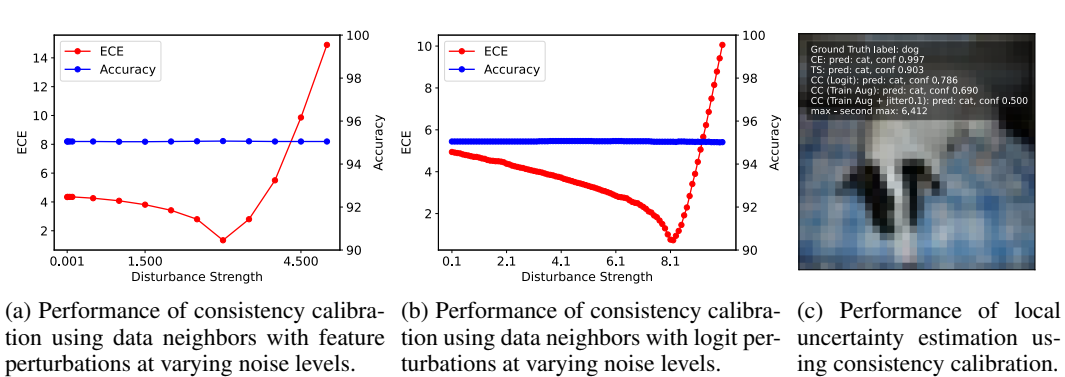 ECE
Accuracy
14
12
10
8
6
4
2
ECE
100
98
96
94
92
90
Accuracy
0.001
1.500
4.500
Disturbance Strength
ECE
Accuracy
10
8
6
4
2
ECE
100
98
96
94
92
90
Accuracy
0.1
2.1
4.1
6.1
8.1
Disturbance Strength
Ground Truth label: dog
CE: pred: cat, conf 0.997
TS: pred: cat, conf 0.903
CC (Logit): pred: cat, conf 0.786
CC (Train Aug): pred: cat, conf 0.690
CC (Train Aug + jitter0.1): pred: cat, conf 0.500
max - second max: 6,412
(a) Performance of consistency calibra-
tion using data neighbors with feature
perturbations at varying noise levels.
(b) Performance of consistency calibra-
tion using data neighbors with logit per-
turbations at varying noise levels.
(c) Performance of local
uncertainty estimation us-
ing consistency calibration.